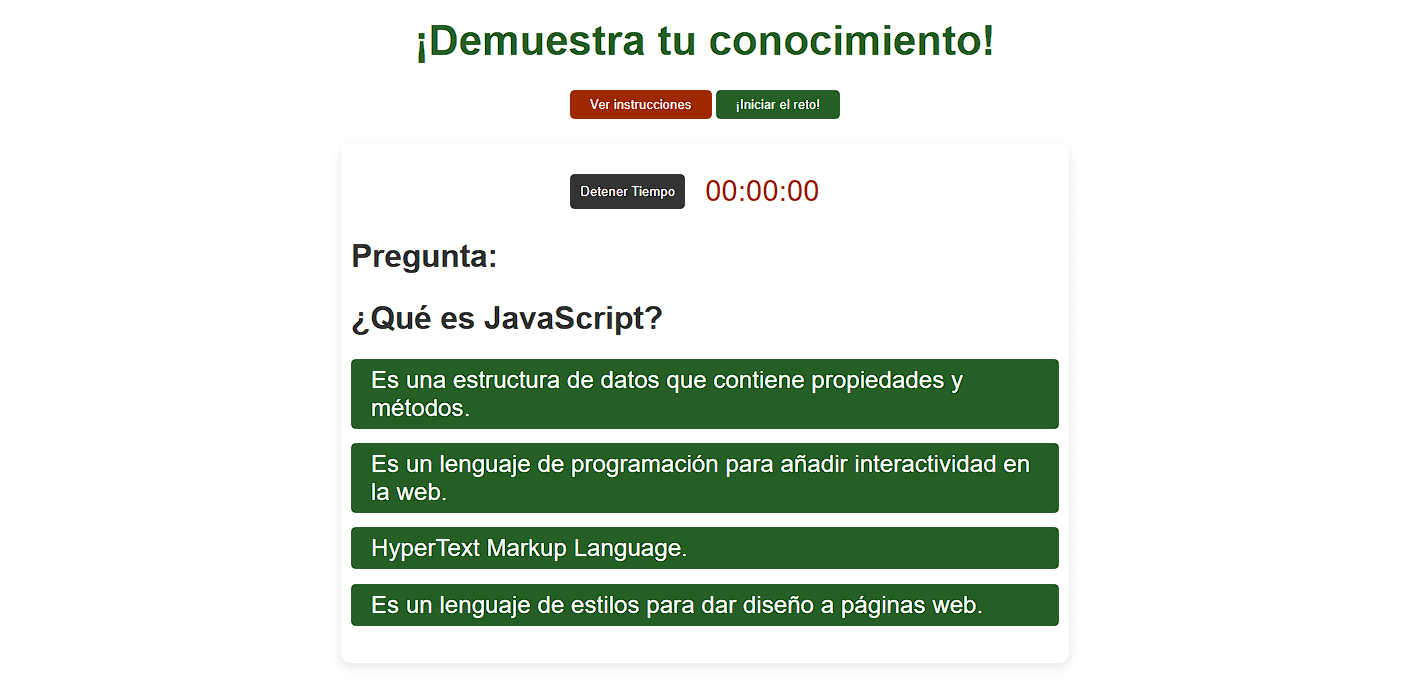 ¡Demuestra tu conocimiento!
Ver instrucciones
¡Iniciar el reto!
Detener Tiempo
00:00:00
Pregunta:
¿Qué es JavaScript?
Es una estructura de datos que contiene propiedades y
métodos.
Es un lenguaje de programación para añadir interactividad en
la web.
HyperText Markup Language.
Es un lenguaje de estilos para dar diseño a páginas web.